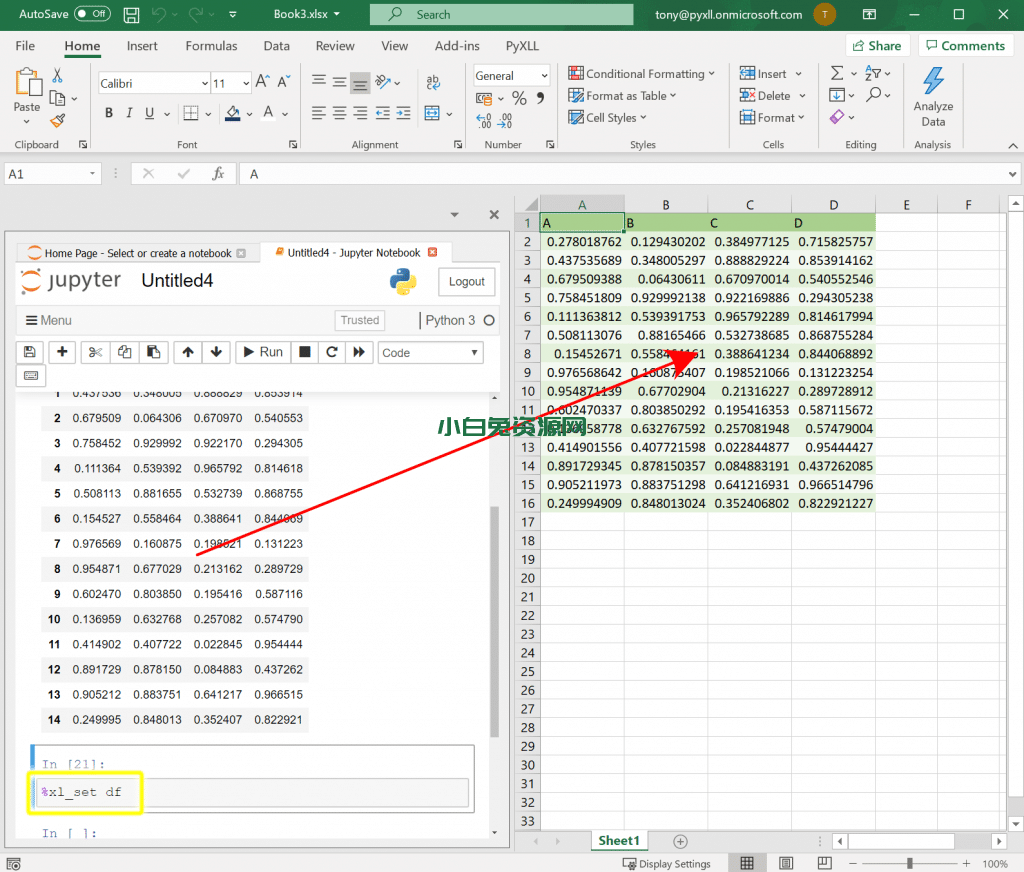 AutoSave Off Book3.xlsx Search tony@pyxll.onmicrosoft.com T
File Home Insert Formulas Data Review View Add-ins PyXLL Share Comments
Paste Calibri 11 A A ab General Conditional Formatting Insert Analyze Data
B I U A % Format as Table Delete
Cell Styles Format
Clipboard Font Alignment Number Styles Cells Editing Analysis
A1 fx A
Home Page - Select or create a notebook Untitled4 - Jupyter Notebook
jupyter Untitled4 Logout
Menu Trusted Python 3
Run Code
1 0.437536 0.348005 0.888829 0.853914
2 0.679509 0.064306 0.670970 0.540553
3 0.758452 0.929992 0.922170 0.294305
4 0.111364 0.539392 0.965792 0.814618
5 0.508113 0.881655 0.532739 0.868755
6 0.154527 0.558464 0.388641 0.844069
7 0.976569 0.160875 0.198521 0.131223
8 0.954871 0.677029 0.213162 0.289729
9 0.602470 0.803850 0.195416 0.587116
10 0.136959 0.632768 0.257082 0.574790
11 0.414902 0.407722 0.022845 0.954444
12 0.891729 0.878150 0.084883 0.437262
13 0.905212 0.883751 0.641217 0.966515
14 0.249995 0.848013 0.352407 0.822921
In [21]:
%xl_set df
In [ ]:
A B C D E F
1 A B C D
2 0.278018762 0.129430202 0.384977125 0.715825757
3 0.437535689 0.348005297 0.888829224 0.853914162
4 0.679509388 0.06430611 0.670970014 0.540552546
5 0.758451809 0.929992138 0.922169886 0.294305238
6 0.111363812 0.539391753 0.965792289 0.814617994
7 0.508113076 0.88165466 0.532738685 0.868755284
8 0.15452671 0.388641234 0.844068892
9 0.976568642 0.160875407 0.198521066 0.131223254
10 0.954871139 0.67702904 0.21316227 0.289728912
11 0.602470337 0.803850292 0.195416353 0.587115672
小白兔资源网
0.632767592 0.257081948 0.57479004
13 0.414901556 0.407721598 0.022844877 0.95444427
14 0.891729345 0.878150357 0.084883191 0.437262085
15 0.905211973 0.883751298 0.641216931 0.966514796
16 0.249994909 0.848013024 0.352406802 0.822921227
17
18
19
20
21
22
23
24
25
26
27
28
29
30
31
32
33
Sheet1
Display Settings 100%